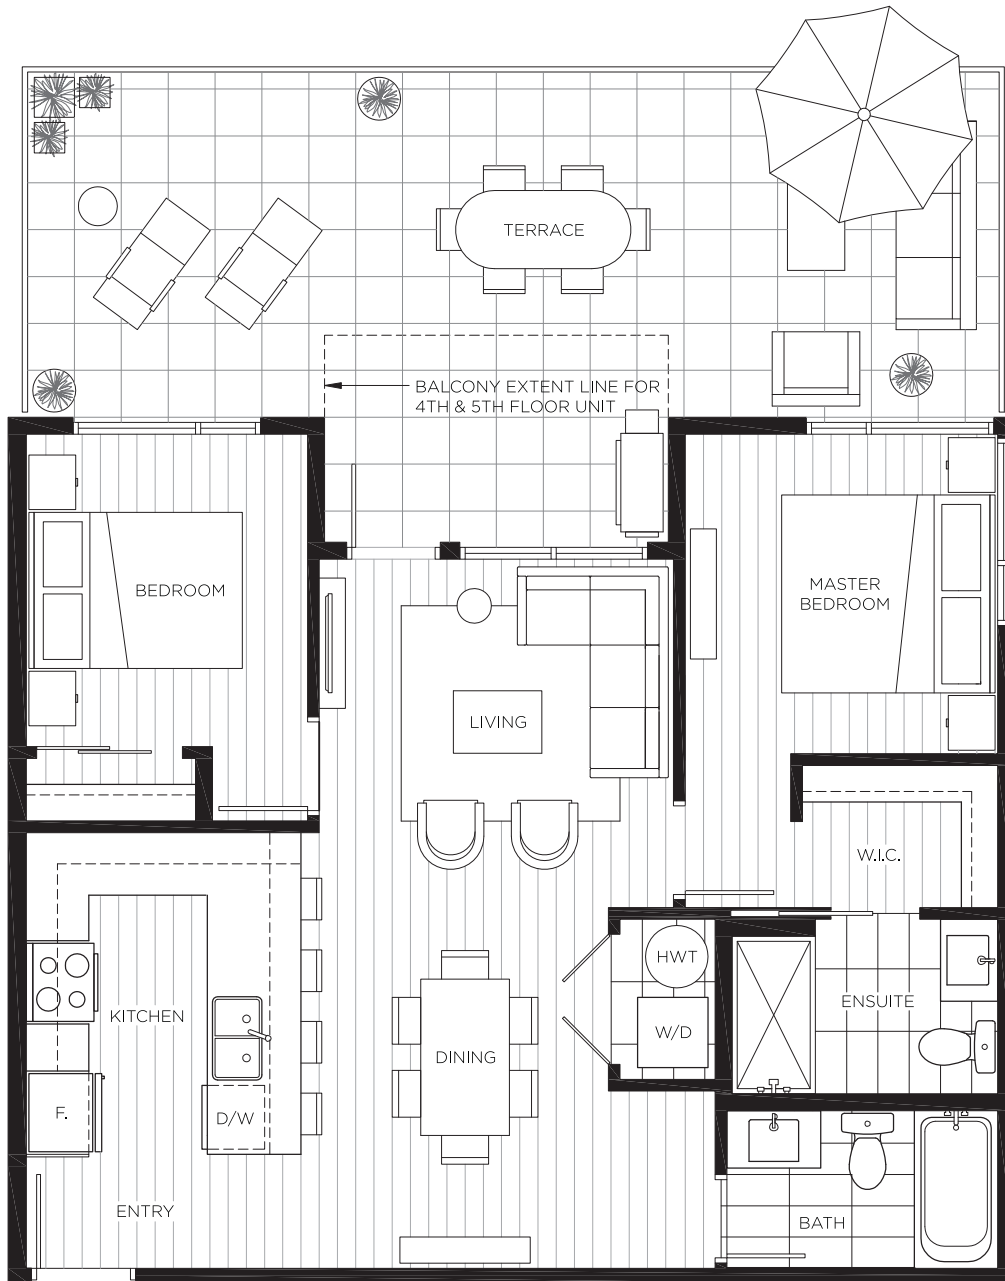 TERRACE
BALCONY EXTENT LINE FOR
4TH & 5TH FLOOR UNIT
BEDROOM
MASTER
BEDROOM
LIVING
W.I.C.
HWT
ENSUITE
KITCHEN
W/D
DINING
F.
D/W
ENTRY
BATH